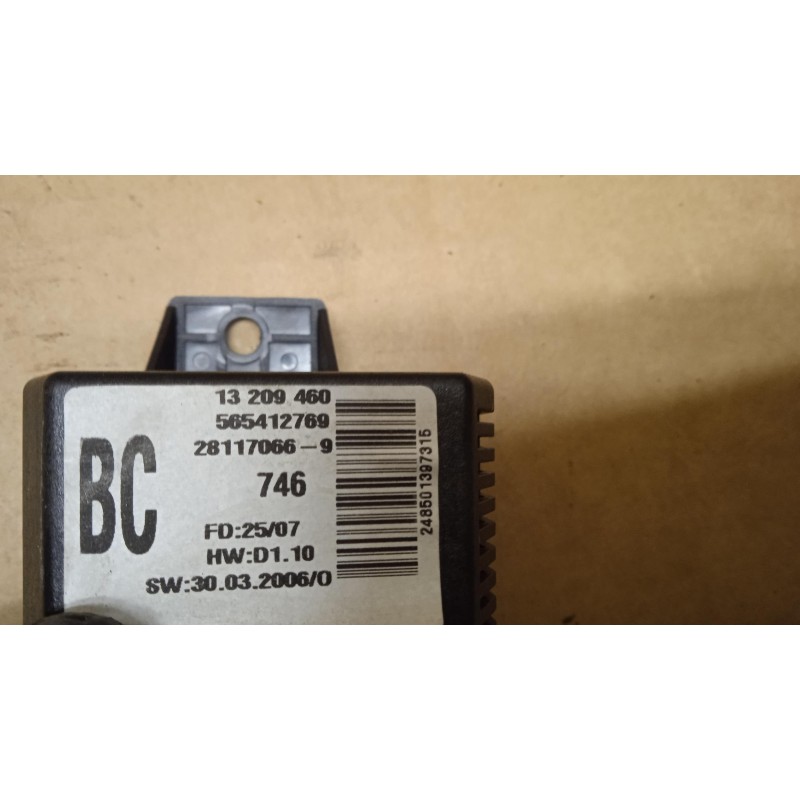 13 209 460
565412769
28117066-9
BC
746
FD:25/07
HW:D1.10
SW:30.03.2006/0
248501397315